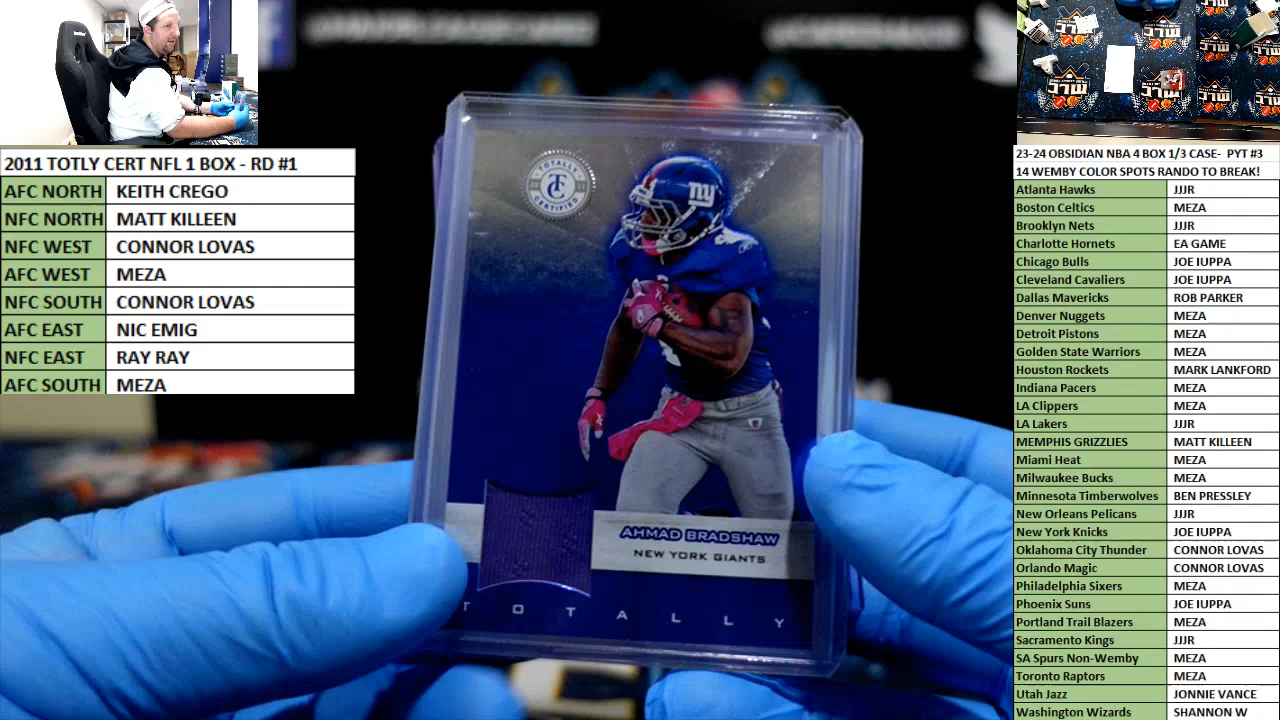 2011 TOTLY CERT NFL 1 BOX - RD #1
AFC NORTH KEITH CREGO
NFC NORTH MATT KILLEEN
NFC WEST CONNOR LOVAS
AFC WEST MEZA
NFC SOUTH CONNOR LOVAS
AFC EAST NIC EMIG
NFC EAST RAY RAY
AFC SOUTH MEZA
TOTALLY
TC
CERTIFIED
ny
AHMAD BRADSHAW
NEW YORK GIANTS
TOTALLY
23-24 OBSIDIAN NBA 4 BOX 1/3 CASE- PYT #3
14 WEMBY COLOR SPOTS RANDO TO BREAK!
Atlanta Hawks JJJR
Boston Celtics MEZA
Brooklyn Nets JJJR
Charlotte Hornets EA GAME
Chicago Bulls JOE IUPPA
Cleveland Cavaliers JOE IUPPA
Dallas Mavericks ROB PARKER
Denver Nuggets MEZA
Detroit Pistons MEZA
Golden State Warriors MEZA
Houston Rockets MARK LANKFORD
Indiana Pacers MEZA
LA Clippers MEZA
LA Lakers JJJR
MEMPHIS GRIZZLIES MATT KILLEEN
Miami Heat MEZA
Milwaukee Bucks MEZA
Minnesota Timberwolves BEN PRESSLEY
New Orleans Pelicans JJJR
New York Knicks JOE IUPPA
Oklahoma City Thunder CONNOR LOVAS
Orlando Magic CONNOR LOVAS
Philadelphia Sixers MEZA
Phoenix Suns JOE IUPPA
Portland Trail Blazers MEZA
Sacramento Kings JJJR
SA Spurs Non-Wemby MEZA
Toronto Raptors MEZA
Utah Jazz JONNIE VANCE
Washington Wizards SHANNON W